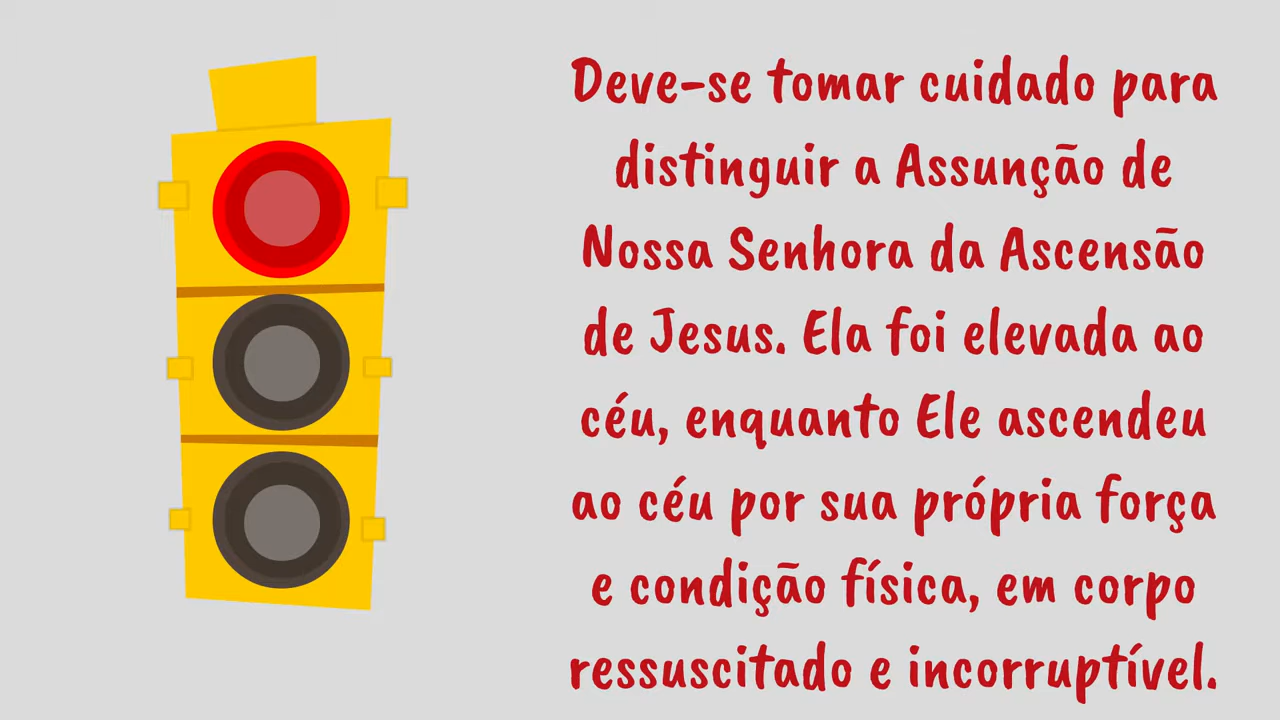 Deve-se tomar cuidado para
distinguir a Assunção de
Nossa Senhora da Ascensão
de Jesus. Ela foi elevada ao
céu, enquanto Ele ascendeu
ao céu por sua própria força
e condição física, em corpo
ressuscitado e incorruptível.